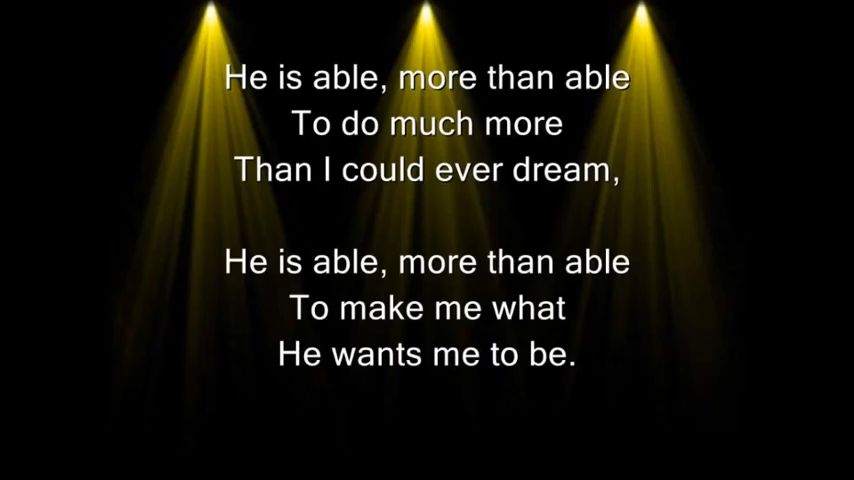 He is able, more than able
To do much more
Than I could ever dream,
He is able, more than able
To make me what
He wants me to be.